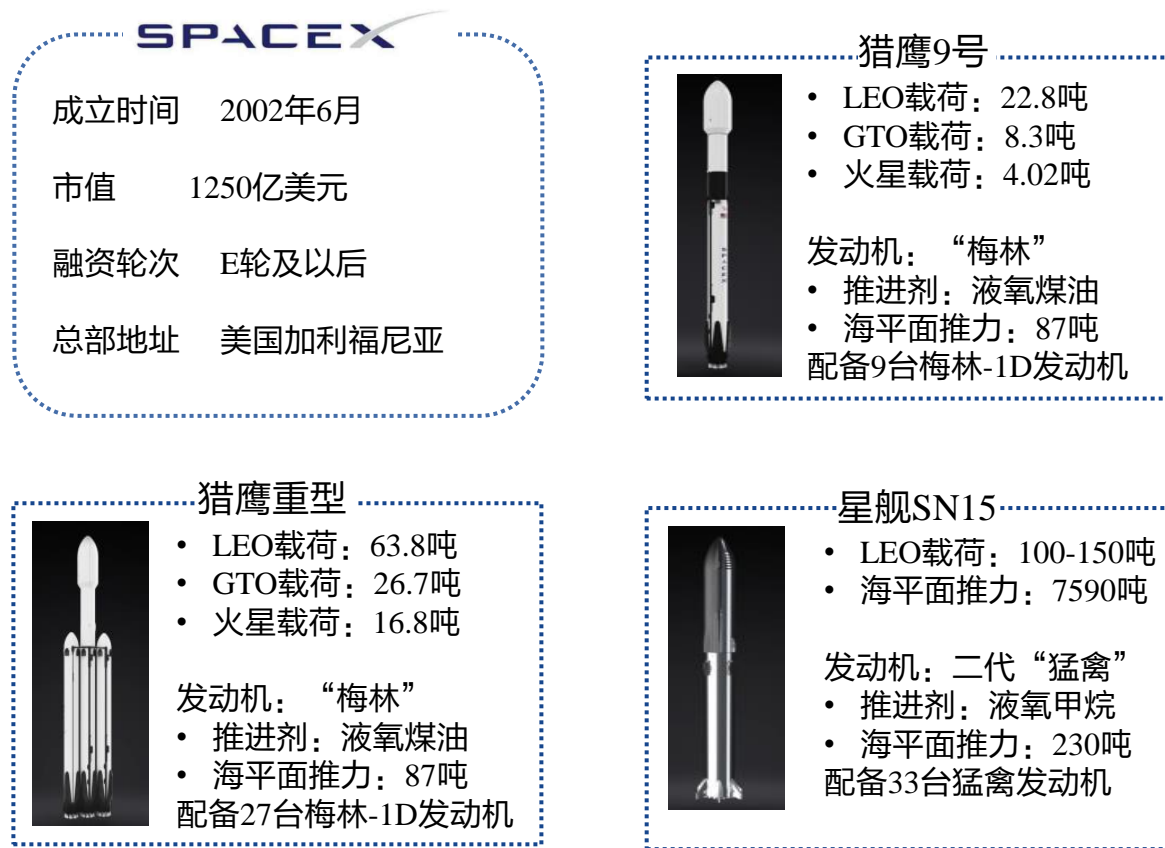 SPACEX
成立时间 2002年6月
市值 1250亿美元
融资轮次 E轮及以后
总部地址 美国加利福尼亚
猎鹰9号
• LEO载荷：22.8吨
• GTO载荷：8.3吨
• 火星载荷：4.02吨
发动机：“梅林”
• 推进剂：液氧煤油
• 海平面推力：87吨
配备9台梅林-1D发动机
猎鹰重型
• LEO载荷：63.8吨
• GTO载荷：26.7吨
• 火星载荷：16.8吨
发动机：“梅林”
• 推进剂：液氧煤油
• 海平面推力：87吨
配备27台梅林-1D发动机
星舰SN15
• LEO载荷：100-150吨
• 海平面推力：7590吨
发动机：二代“猛禽”
• 推进剂：液氧甲烷
• 海平面推力：230吨
配备33台猛禽发动机